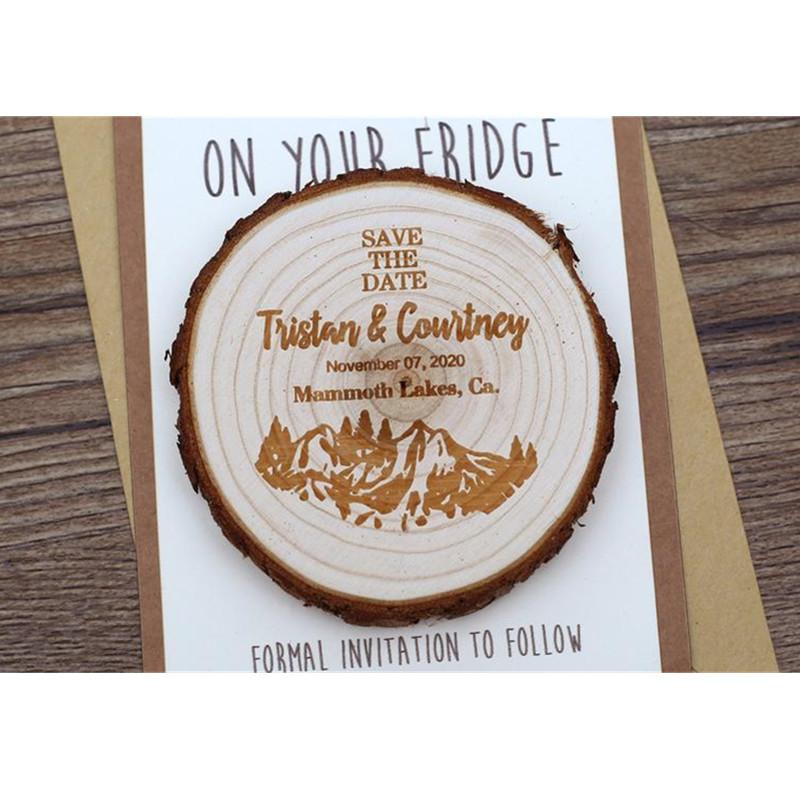 ON YOUR FRIDGE
SAVE
THE
DATE
Tristan & Courtney
November 07, 2020
Mammoth Lakes, Ca.
FORMAL INVITATION TO FOLLOW